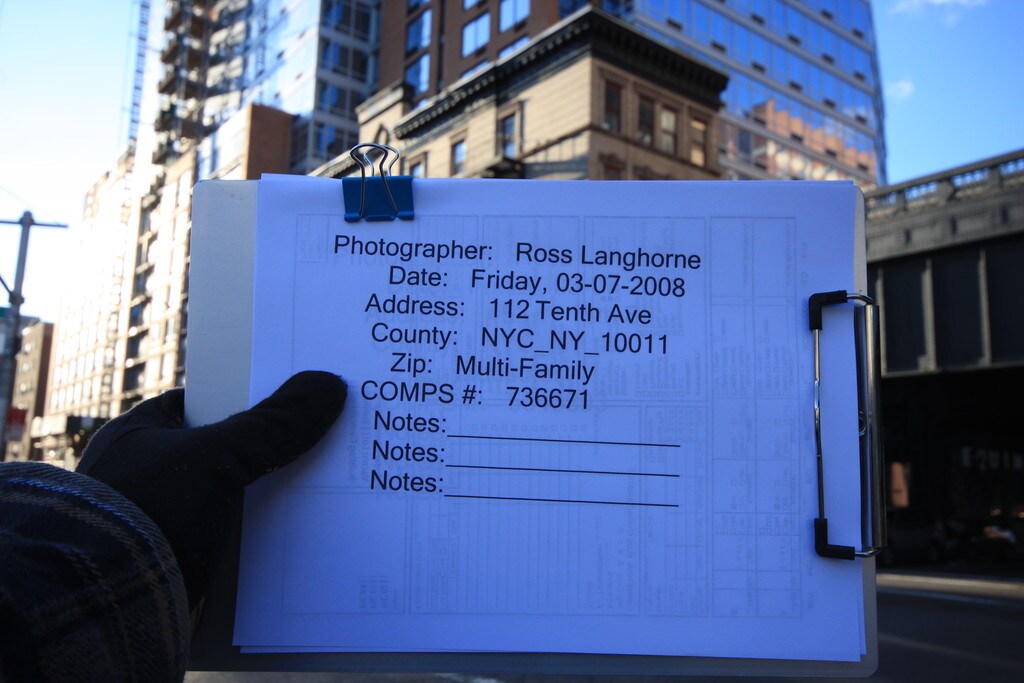 Photographer: Ross Langhorne
Date: Friday, 03-07-2008
Address: 112 Tenth Ave
County: NYC_NY_10011
Zip: Multi-Family
COMPS #: 736671
Notes:
Notes:
Notes: